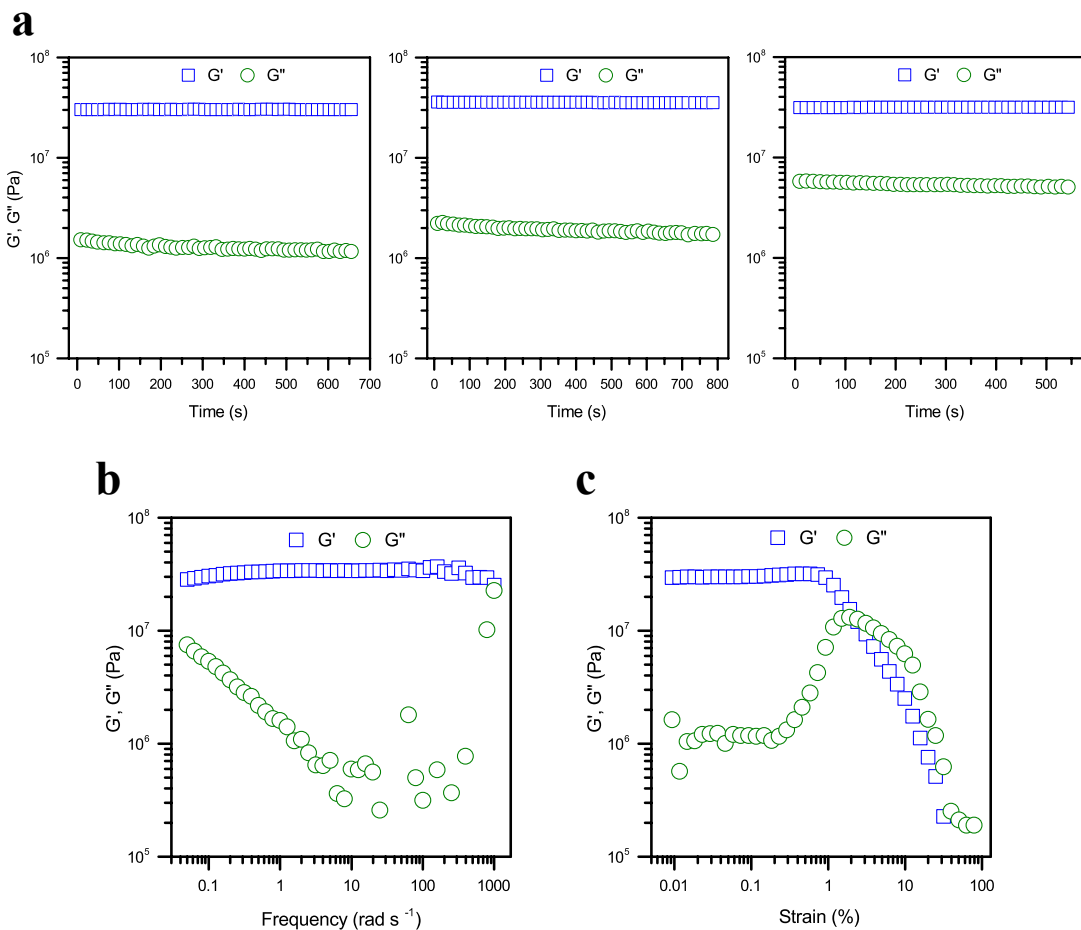 a
10⁸
10⁷
10⁶
10⁵
G', G'' (Pa)
G' G''
0 100 200 300 400 500 600 700
Time (s)
10⁸
10⁷
10⁶
10⁵
G' G''
0 100 200 300 400 500 600 700 800
Time (s)
10⁸
10⁷
10⁶
10⁵
G' G''
0 100 200 300 400 500
Time (s)
b
10⁸
10⁷
10⁶
10⁵
G', G'' (Pa)
G' G''
0.1 1 10 100 1000
Frequency (rad s ⁻¹)
c
10⁸
10⁷
10⁶
10⁵
G', G'' (Pa)
G' G''
0.01 0.1 1 10 100
Strain (%)